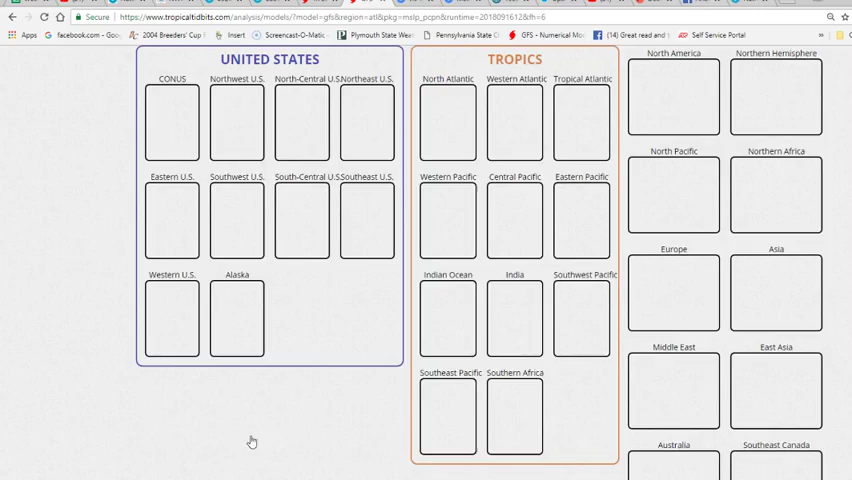 Secure https://www.tropicaltidbits.com/analysis/models/?model=gfs&region=atl&pkg=mslp_pcpn&runtime=2018091612&fh=6
Apps facebook.com - Goo 2004 Breeders' Cup Screencast-O-Matic Plymouth State Wea Pennsylvania State C GFS - Numerical Mo (14) Great read and Self Service Portal »
UNITED STATES
CONUS Northwest U.S. North-Central U.S. Northeast U.S.
Eastern U.S. Southwest U.S. South-Central U.S. Southeast U.S.
Western U.S. Alaska
TROPICS
North Atlantic Western Atlantic Tropical Atlantic
Western Pacific Central Pacific Eastern Pacific
Indian Ocean India Southwest Pacific
Southeast Pacific Southern Africa
North America Northern Hemisphere
North Pacific Northern Africa
Europe Asia
Middle East East Asia
Australia Southeast Canada